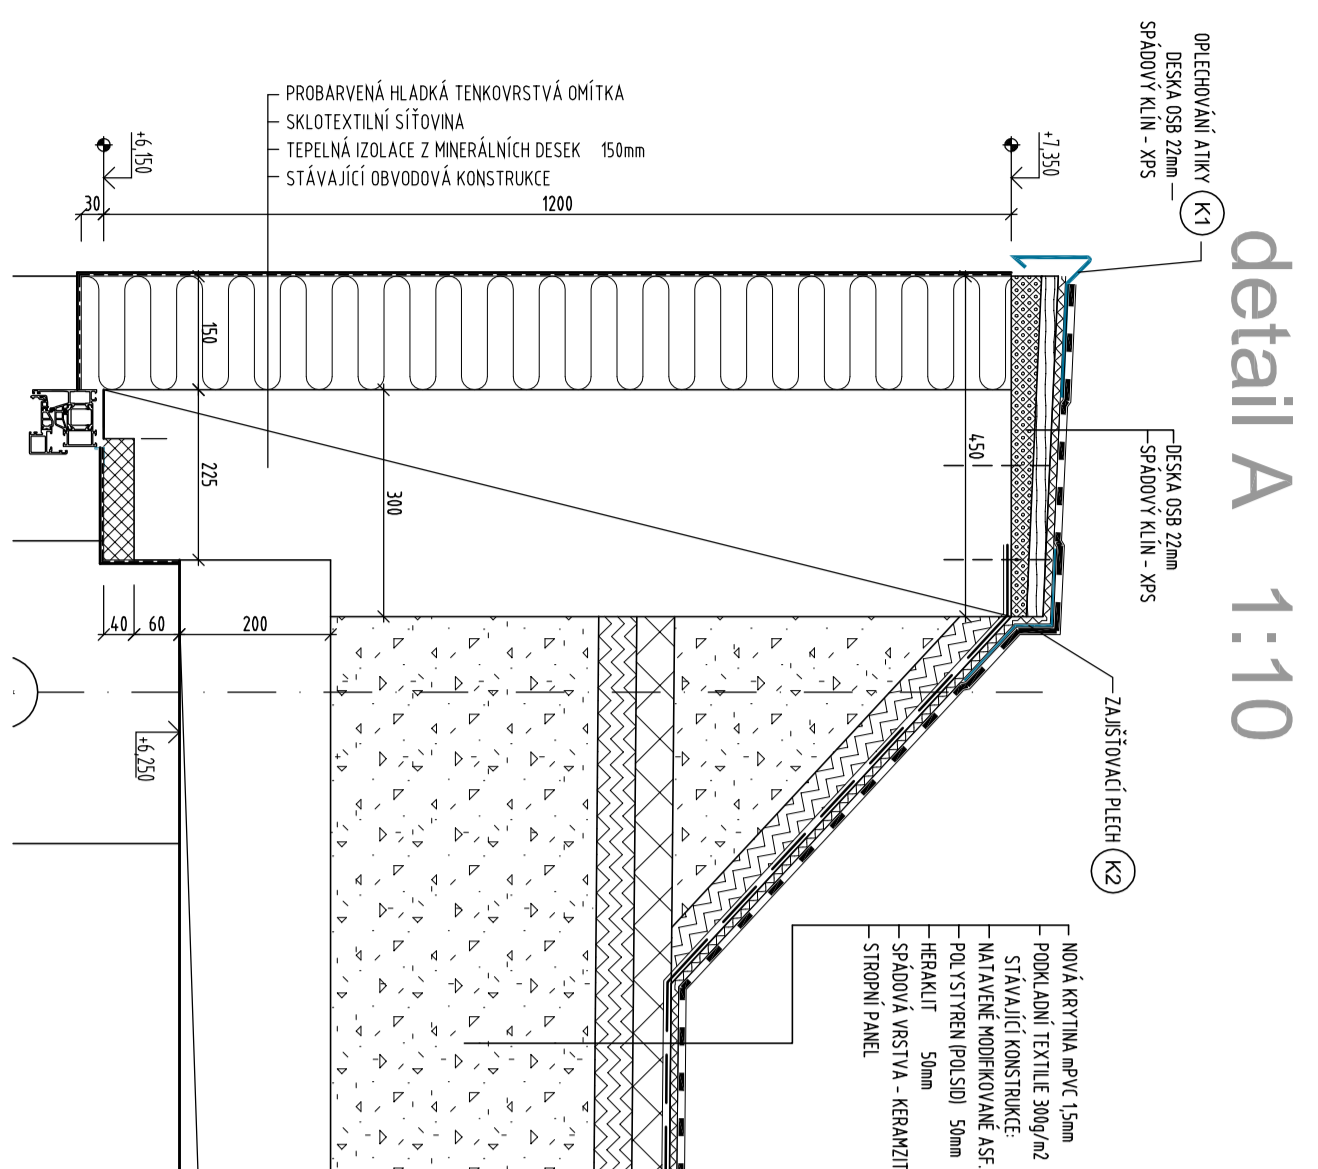 detail A 1:10
OPLECHOVÁNÍ ATIKY
DESKA OSB 22mm
SPÁDOVÝ KLÍN - XPS
K1
PROBARVENÁ HLADKÁ TENKOVRSTVÁ OMÍTKA
SKLOTEXTILNÍ SÍŤOVINA
TEPELNÁ IZOLACE Z MINERÁLNÍCH DESEK 150mm
STÁVAJÍCÍ OBVODOVÁ KONSTRUKCE
+6,150
+7,350
30
1200
150
225
300
450
DESKA OSB 22mm
SPÁDOVÝ KLÍN - XPS
40
60
200
+6,250
ZAJIŠŤOVACÍ PLECH
K2
NOVÁ KRYTINA mPVC 1,5mm
PODKLADNÍ TEXTILIE 300g/m2
STÁVAJÍCÍ KONSTRUKCE:
NATAVENÉ MODIFIKOVANÉ ASF.
POLYSTYREN (POLSID) 50mm
HERAKLIT 50mm
SPÁDOVÁ VRSTVA - KERAMZIT
STROPNÍ PANEL